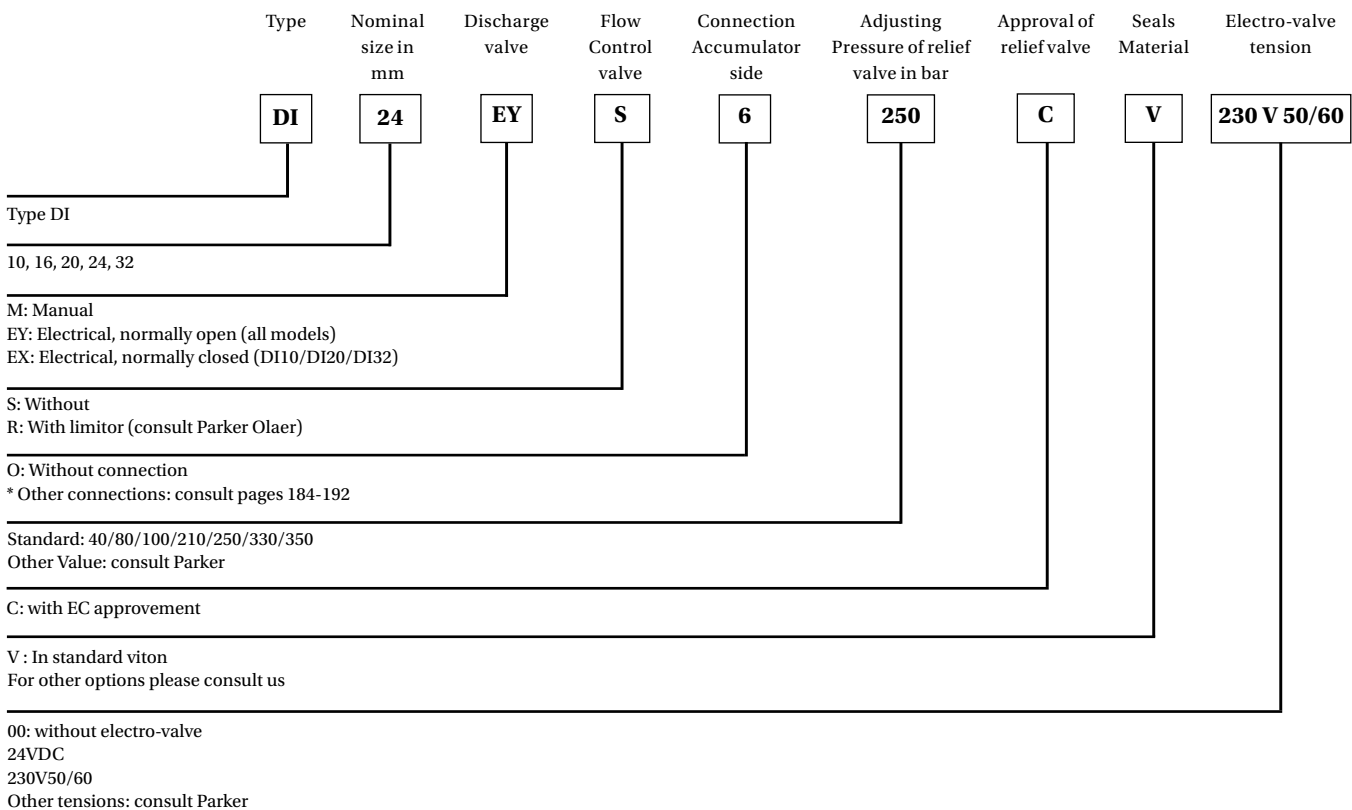 Type Nominal Discharge Flow Connection Adjusting Approval of Seals Electro-valve
size in valve Control Accumulator Pressure of relief relief valve Material tension
mm valve side valve in bar
DI 24 EY S 6 250 C V 230 V 50/60
Type DI
10, 16, 20, 24, 32
M: Manual
EY: Electrical, normally open (all models)
EX: Electrical, normally closed (DI10/DI20/DI32)
S: Without
R: With limitor (consult Parker Olaer)
O: Without connection
* Other connections: consult pages 184-192
Standard: 40/80/100/210/250/330/350
Other Value: consult Parker
C: with EC approvement
V : In standard viton
For other options please consult us
00: without electro-valve
24VDC
230V50/60
Other tensions: consult Parker